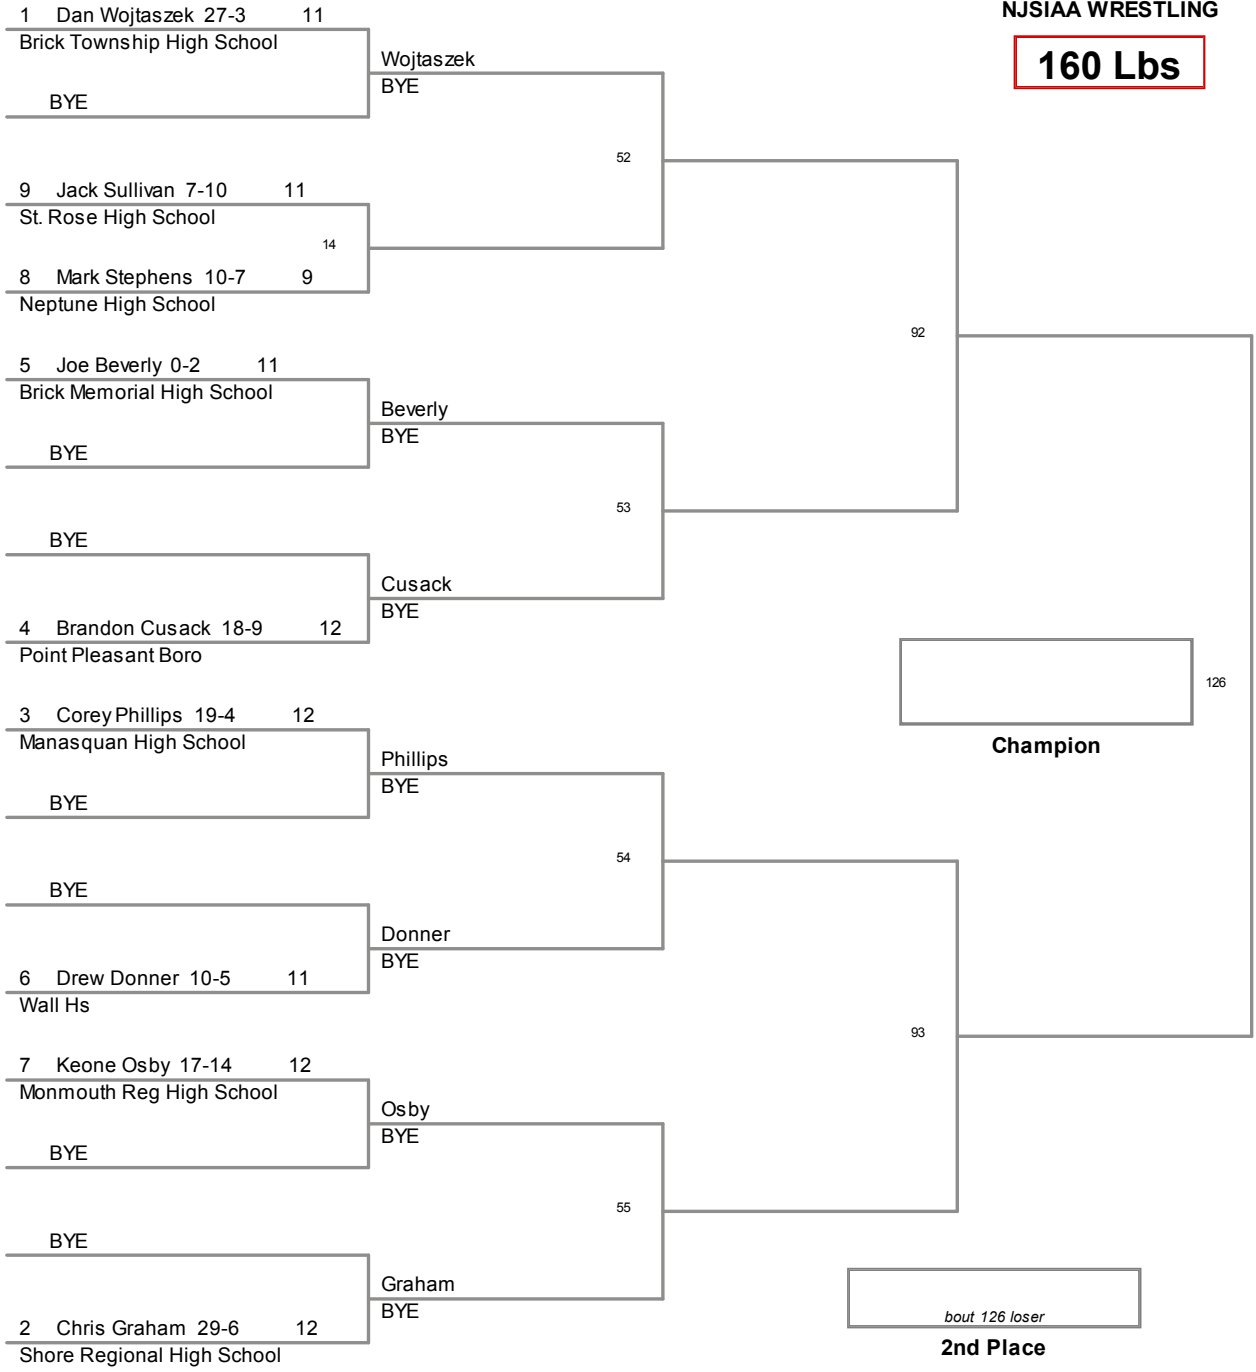 NJSIAA WRESTLING
160 Lbs
1 Dan Wojtaszek 27-3 11
Brick Township High School
Wojtaszek
BYE
BYE
52
9 Jack Sullivan 7-10 11
St. Rose High School
14
8 Mark Stephens 10-7 9
Neptune High School
92
5 Joe Beverly 0-2 11
Brick Memorial High School
Beverly
BYE
BYE
53
BYE
Cusack
BYE
4 Brandon Cusack 18-9 12
Point Pleasant Boro
126
Champion
3 Corey Phillips 19-4 12
Manasquan High School
Phillips
BYE
BYE
54
BYE
Donner
BYE
6 Drew Donner 10-5 11
Wall Hs
93
7 Keone Osby 17-14 12
Monmouth Reg High School
Osby
BYE
BYE
55
BYE
Graham
BYE
2 Chris Graham 29-6 12
Shore Regional High School
bout 126 loser
2nd Place